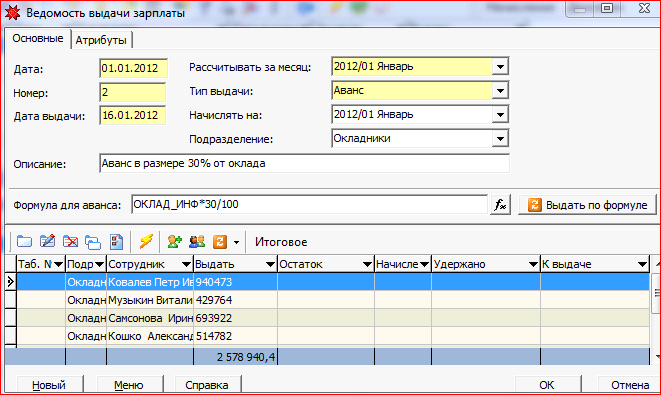 Ведомость выдачи зарплаты
Основные Атрибуты
Дата: 01.01.2012 Рассчитывать за месяц: 2012/01 Январь
Номер: 2 Тип выдачи: Аванс
Дата выдачи: 16.01.2012 Начислять на: 2012/01 Январь
Подразделение: Окладники
Описание: Аванс в размере 30% от оклада
Формула для аванса: ОКЛАД_ИНФ*30/100 fx Выдать по формуле
Итоговое
Таб. N Подр Сотрудник Выдать Остаток Начисле Удержано К выдаче
Окладн Ковалев Петр Ив 940473
Окладн Музыкин Витали 429764
Окладн Самсонова Ирин 693922
Окладн Кошко Александ 514782
2 578 940,4
Новый Меню Справка ОК Отмена